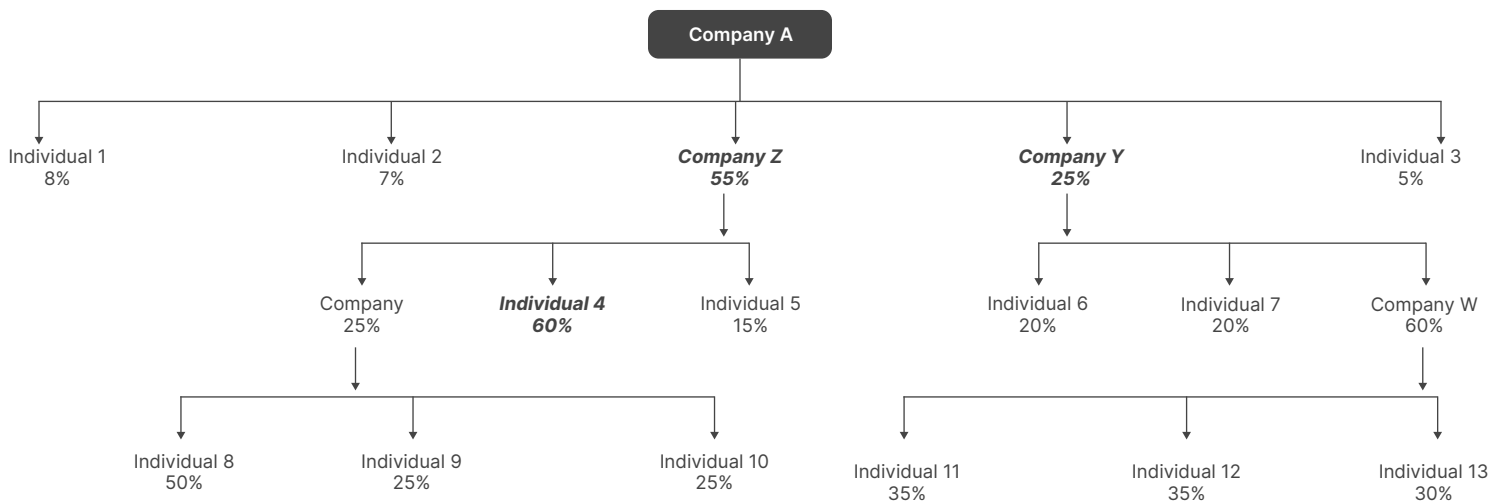 Company A
Individual 1
8%
Individual 2
7%
Company Z
55%
Company Y
25%
Individual 3
5%
Company
25%
Individual 4
60%
Individual 5
15%
Individual 6
20%
Individual 7
20%
Company W
60%
Individual 8
50%
Individual 9
25%
Individual 10
25%
Individual 11
35%
Individual 12
35%
Individual 13
30%